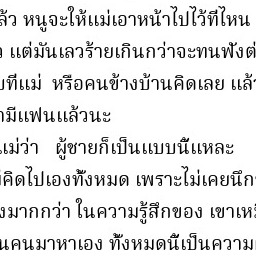 ล้ว หนูจะให้แม่เอาหน้าไปไว้ที่ไหน
แต่มันเลวร้ายเกินกว่าจะทนฟังต่
ที่แม่ หรือคนข้างบ้านคิดเลย แล้
มีแฟนแล้วนะ
แม่ว่า ผู้ชายก็เป็นแบบนี้แหละ
คิดไปเองทั้งหมด เพราะไม่เคยนึก
มากกว่า ในความรู้สึกของ เขาเห
คนมาหาเอง ทั้งหมดนี้เป็นความ